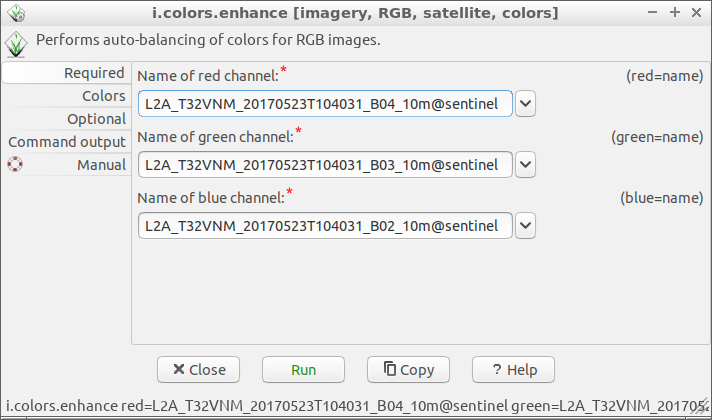 i.colors.enhance [imagery, RGB, satellite, colors]
Performs auto-balancing of colors for RGB images.
Required
Colors
Optional
Command output
Manual
Name of red channel:* (red=name)
L2A_T32VNM_20170523T104031_B04_10m@sentinel
Name of green channel:* (green=name)
L2A_T32VNM_20170523T104031_B03_10m@sentinel
Name of blue channel:* (blue=name)
L2A_T32VNM_20170523T104031_B02_10m@sentinel
Close Run Copy ? Help
i.colors.enhance red=L2A_T32VNM_20170523T104031_B04_10m@sentinel green=L2A_T32VNM_201705